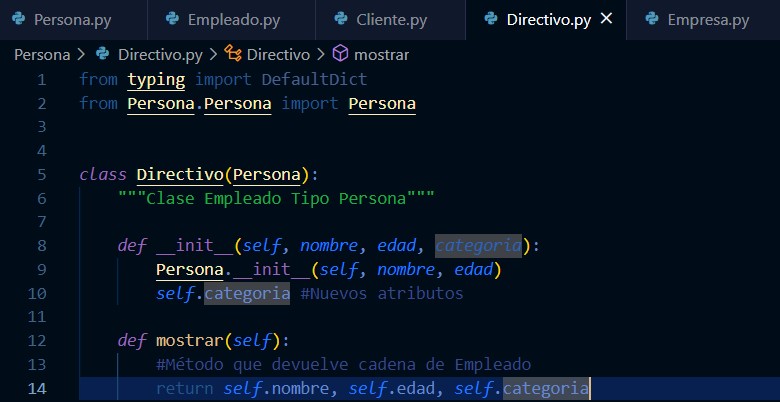 Persona.py Empleado.py Cliente.py Directivo.py Empresa.py
Persona > Directivo.py > Directivo > mostrar
1 from typing import DefaultDict
2 from Persona.Persona import Persona
3
4
5 class Directivo(Persona):
6 """Clase Empleado Tipo Persona"""
7
8 def __init__(self, nombre, edad, categoria):
9 Persona.__init__(self, nombre, edad)
10 self.categoria #Nuevos atributos
11
12 def mostrar(self):
13 #Método que devuelve cadena de Empleado
14 return self.nombre, self.edad, self.categoria